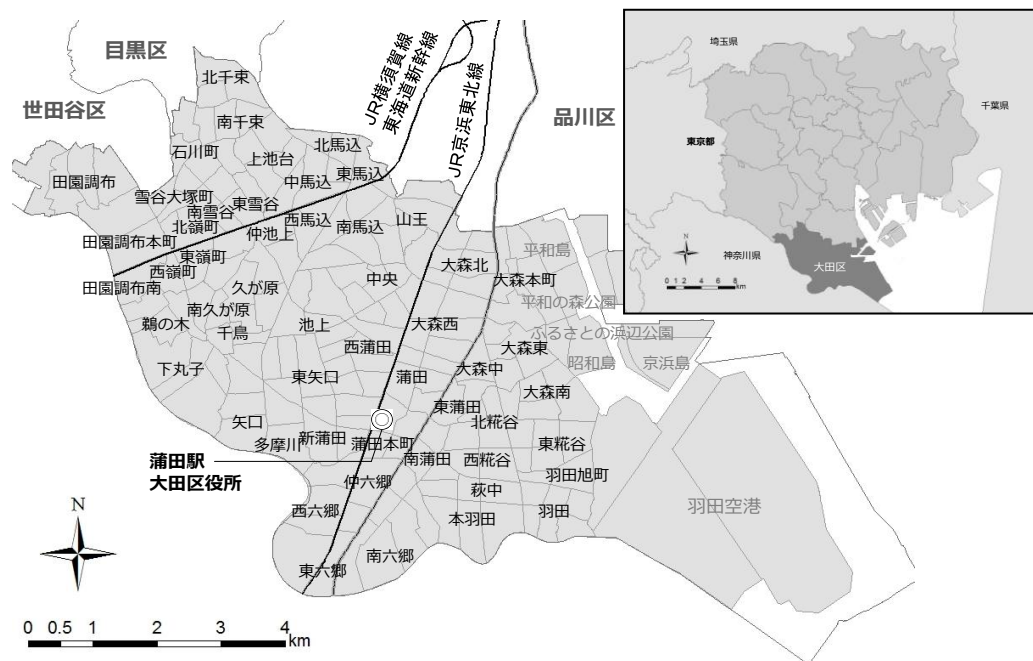 目黒区
世田谷区
品川区
JR横須賀線
東海道新幹線
JR京浜東北線
北千束
南千束
石川町
上池台
北馬込
中馬込
東馬込
田園調布
雪谷大塚町
東雪谷
南雪谷
北嶺町
西馬込
南馬込
山王
仲池上
田園調布本町
東嶺町
西嶺町
田園調布南
久が原
中央
大森北
大森本町
平和島
平和の森公園
ふるさとの浜辺公園
昭和島
京浜島
鵜の木
南久が原
千鳥
池上
西蒲田
大森西
大森東
下丸子
東矢口
蒲田
大森中
大森南
矢口
多摩川
新蒲田
蒲田本町
東蒲田
北糀谷
南蒲田
西糀谷
東糀谷
蒲田駅
大田区役所
仲六郷
萩中
羽田旭町
西六郷
本羽田
羽田
羽田空港
東六郷
南六郷
N
0 0.5 1 2 3 4
km
埼玉県
千葉県
東京都
神奈川県
大田区
N
0 1 2 4 6 8
km